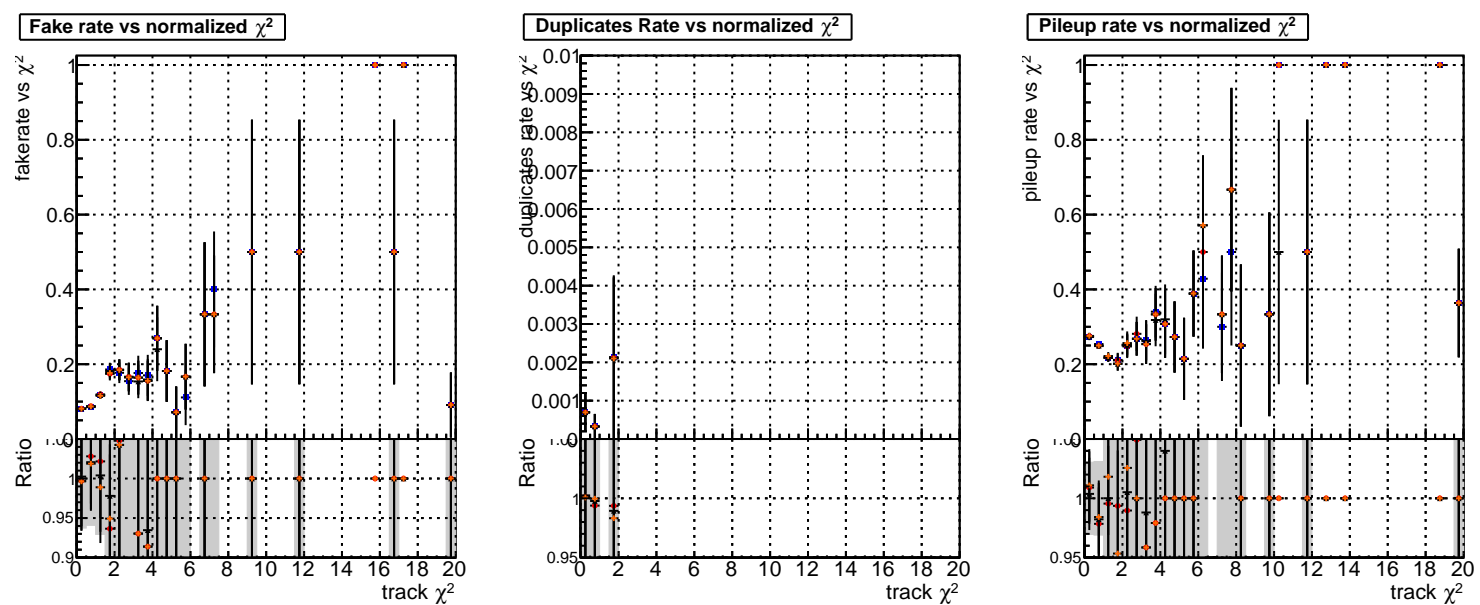 Fake rate vs normalized χ²
fakerate vs χ²
1
0.8
0.6
0.4
0.2
Ratio
1
0.95
0.9
0 2 4 6 8 10 12 14 16 18 20
track χ²
Duplicates Rate vs normalized χ²
duplicates rate vs χ²
0.01
0.009
0.008
0.007
0.006
0.005
0.004
0.003
0.002
0.001
Ratio
1
0.95
0 2 4 6 8 10 12 14 16 18 20
track χ²
Pileup rate vs normalized χ²
pileup rate vs χ²
1
0.8
0.6
0.4
0.2
Ratio
1
0.95
0 2 4 6 8 10 12 14 16 18 20
track χ²